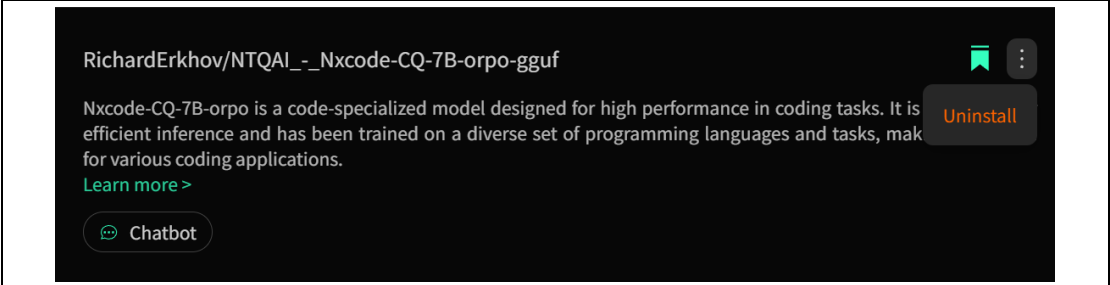 RichardErkhov/NTQAI_-_Nxcode-CQ-7B-orpo-gguf
Nxcode-CQ-7B-orpo is a code-specialized model designed for high performance in coding tasks. It is
Uninstall
efficient inference and has been trained on a diverse set of programming languages and tasks, mak
for various coding applications.
Learn more >
Chatbot